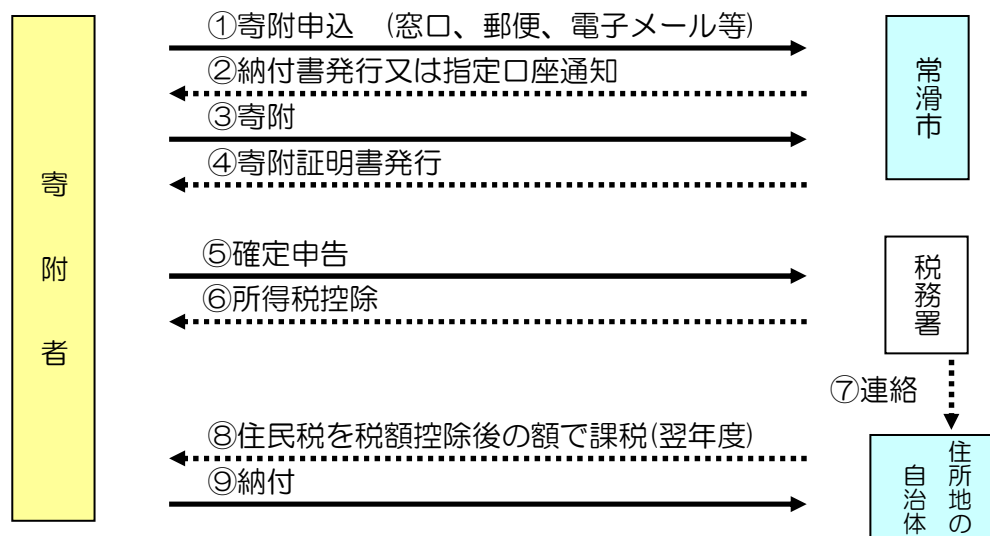 寄附者
①寄附申込　(窓口、郵便、電子メール等)
②納付書発行又は指定口座通知
③寄附
④寄附証明書発行
常滑市
⑤確定申告
⑥所得税控除
税務署
⑦連絡
⑧住民税を税額控除後の額で課税(翌年度)
⑨納付
住所地の
自治体